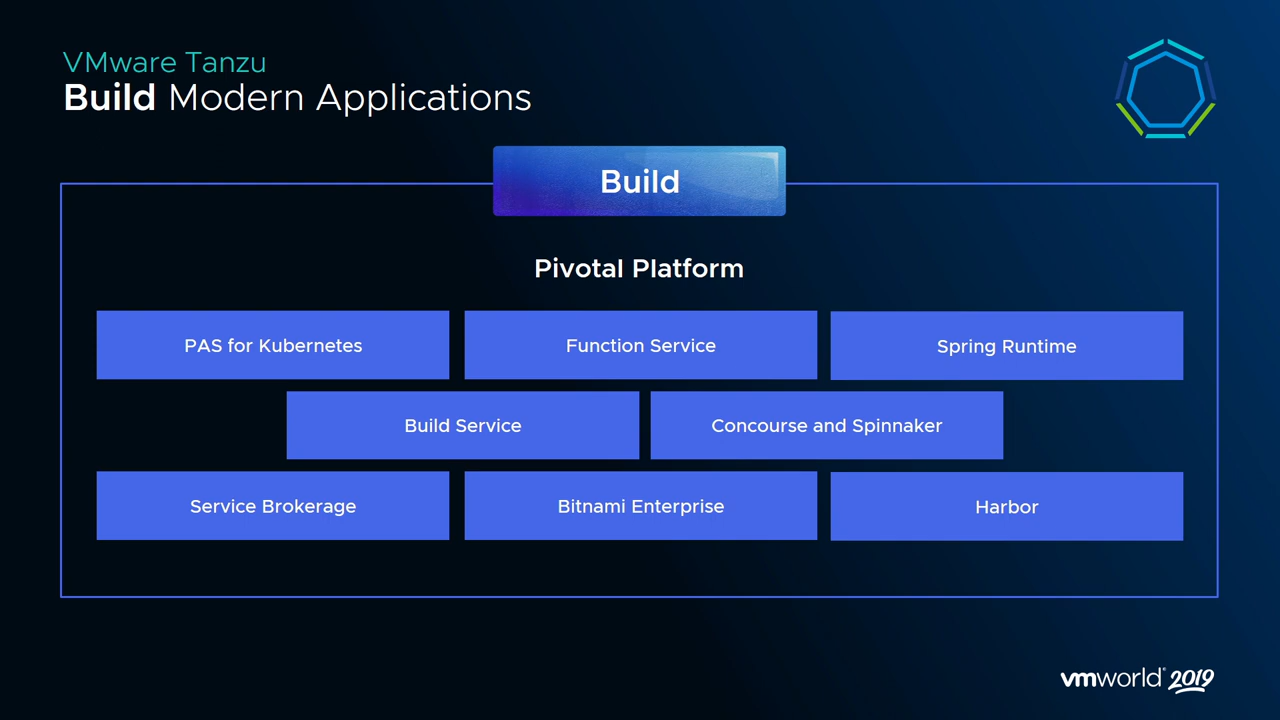 VMware Tanzu
Build Modern Applications
Build
Pivotal Platform
PAS for Kubernetes
Function Service
Spring Runtime
Build Service
Concourse and Spinnaker
Service Brokerage
Bitnami Enterprise
Harbor
vmworld® 2019